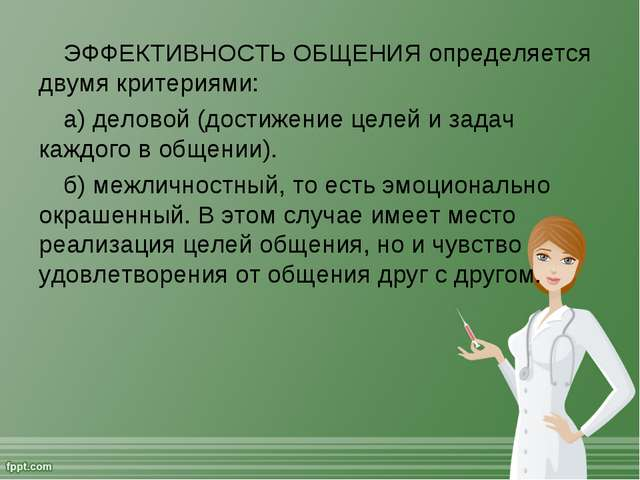 ЭФФЕКТИВНОСТЬ ОБЩЕНИЯ определяется
двумя критериями:
а) деловой (достижение целей и задач
каждого в общении).
б) межличностный, то есть эмоционально
окрашенный. В этом случае имеет место
реализация целей общения, но и чувство
удовлетворения от общения друг с другом.
fppt.com